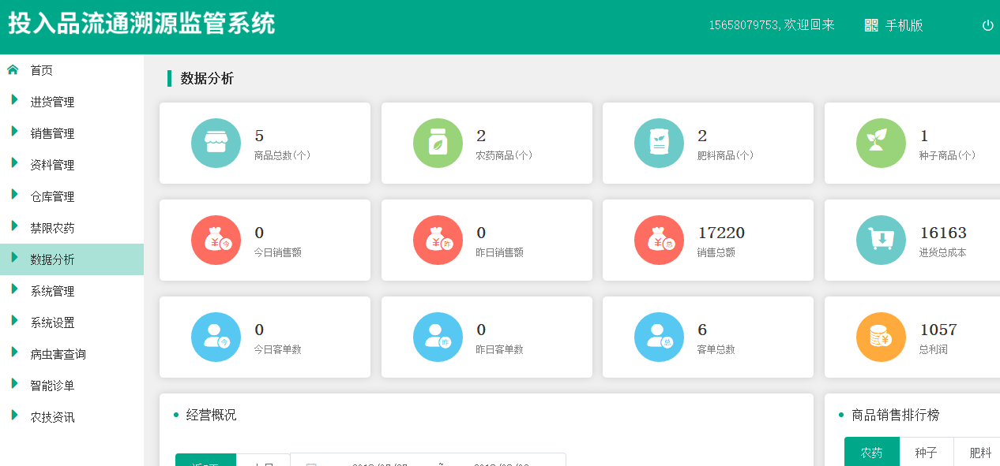 投入品流通溯源监管系统
15658079753,欢迎回来
手机版
首页
进货管理
销售管理
资料管理
仓库管理
禁限农药
数据分析
系统管理
系统设置
病虫害查询
智能诊单
农技资讯
数据分析
5
商品总数(个)
2
农药商品(个)
2
肥料商品(个)
1
种子商品(个)
¥今
0
今日销售额
¥昨
0
昨日销售额
¥总
17220
销售总额
16163
进货总成本
今
0
今日客单数
昨
0
昨日客单数
总
6
客单总数
¥
1057
总利润
经营概况
~
商品销售排行榜
农药
种子
肥料